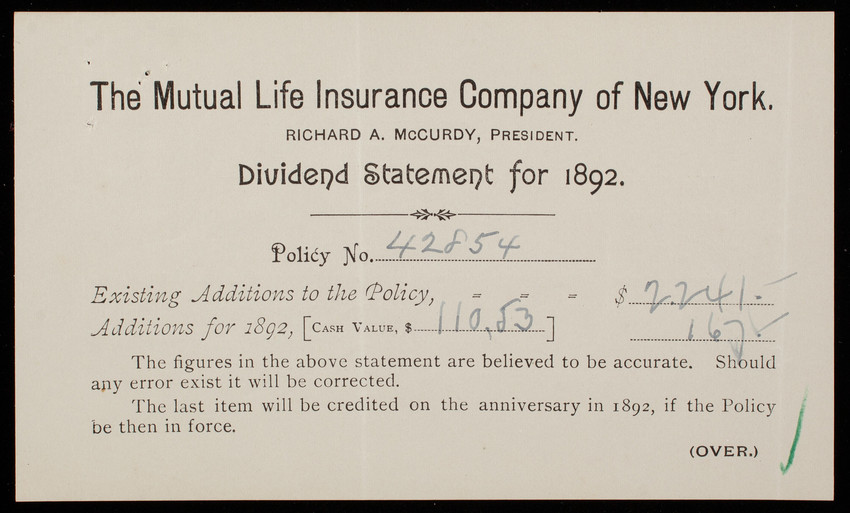 The Mutual Life Insurance Company of New York.
RICHARD A. McCURDY, PRESIDENT.
Dividend Statement for 1892.
Policy No. 42854
Existing Additions to the Policy, = = = $ 2241.-
Additions for 1892, [CASH VALUE, $ 110.53 ] 167.
The figures in the above statement are believed to be accurate. Should
any error exist it will be corrected.
The last item will be credited on the anniversary in 1892, if the Policy
be then in force.
(OVER.)